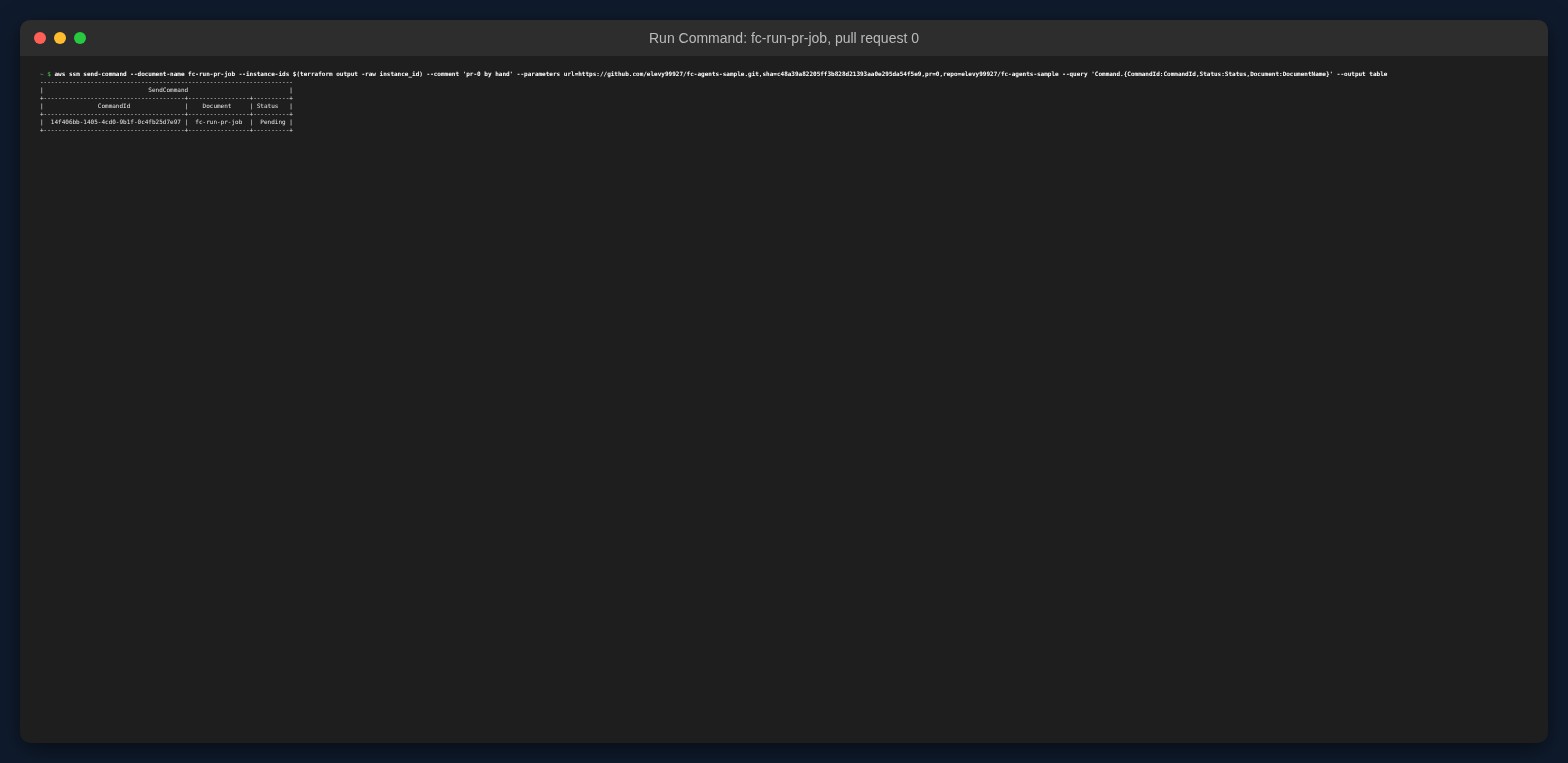 Run Command: fc-run-pr-job, pull request 0
~ $ aws ssm send-command --document-name fc-run-pr-job --instance-ids $(terraform output -raw instance_id) --comment 'pr-0 by hand' --parameters url=https://github.com/elevy99927/fc-agents-sample.git,sha=c48a39a82205ff3b828d21393aa0e295da54f5e9,pr=0,repo=elevy99927/fc-agents-sample --query 'Command.{CommandId:CommandId,Status:Status,Document:DocumentName}' --output table
----------------------------------------------------------------------
|                             SendCommand                            |
+---------------------------------------+-----------------+----------+
|               CommandId               |    Document     | Status   |
+---------------------------------------+-----------------+----------+
|  14f406bb-1405-4cd0-9b1f-0c4fb25d7e97 |  fc-run-pr-job  |  Pending |
+---------------------------------------+-----------------+----------+